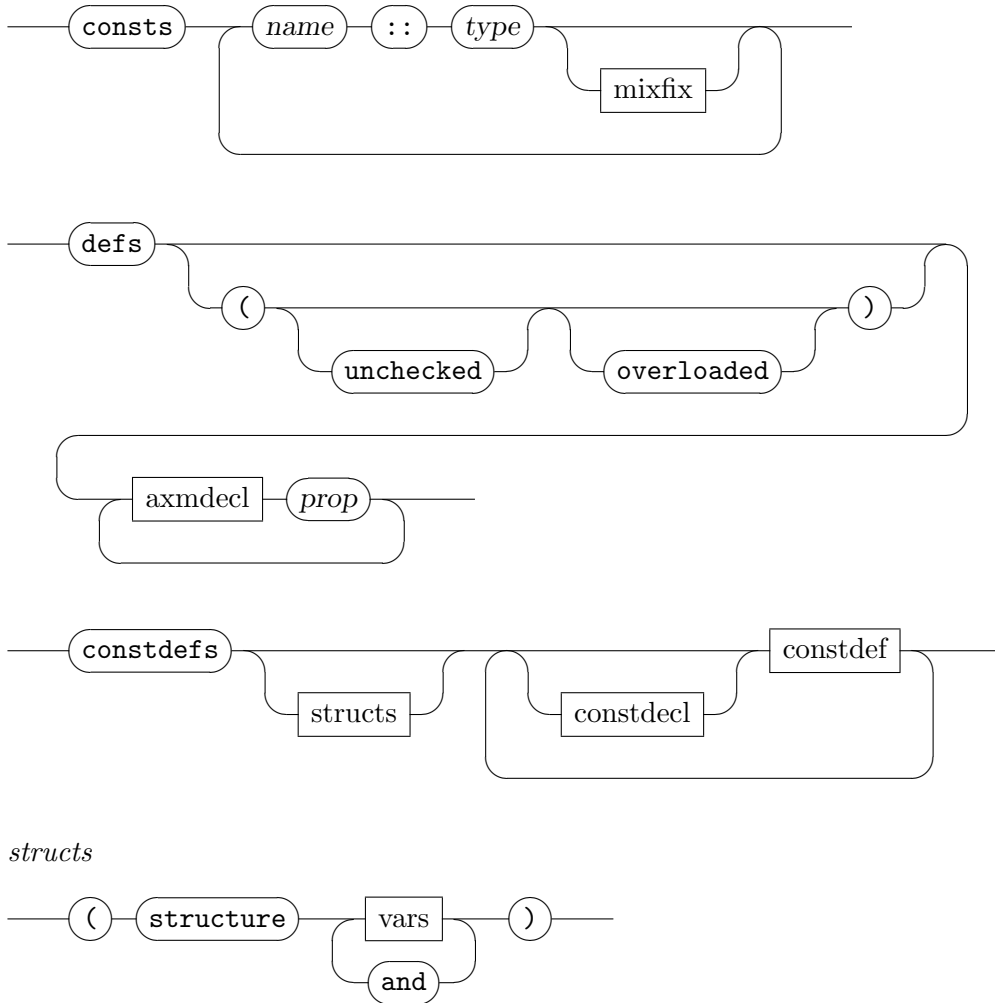 consts name :: type
mixfix
defs
( )
unchecked overloaded
axmdecl prop
constdefs constdef
structs constdecl
structs
( structure vars )
and